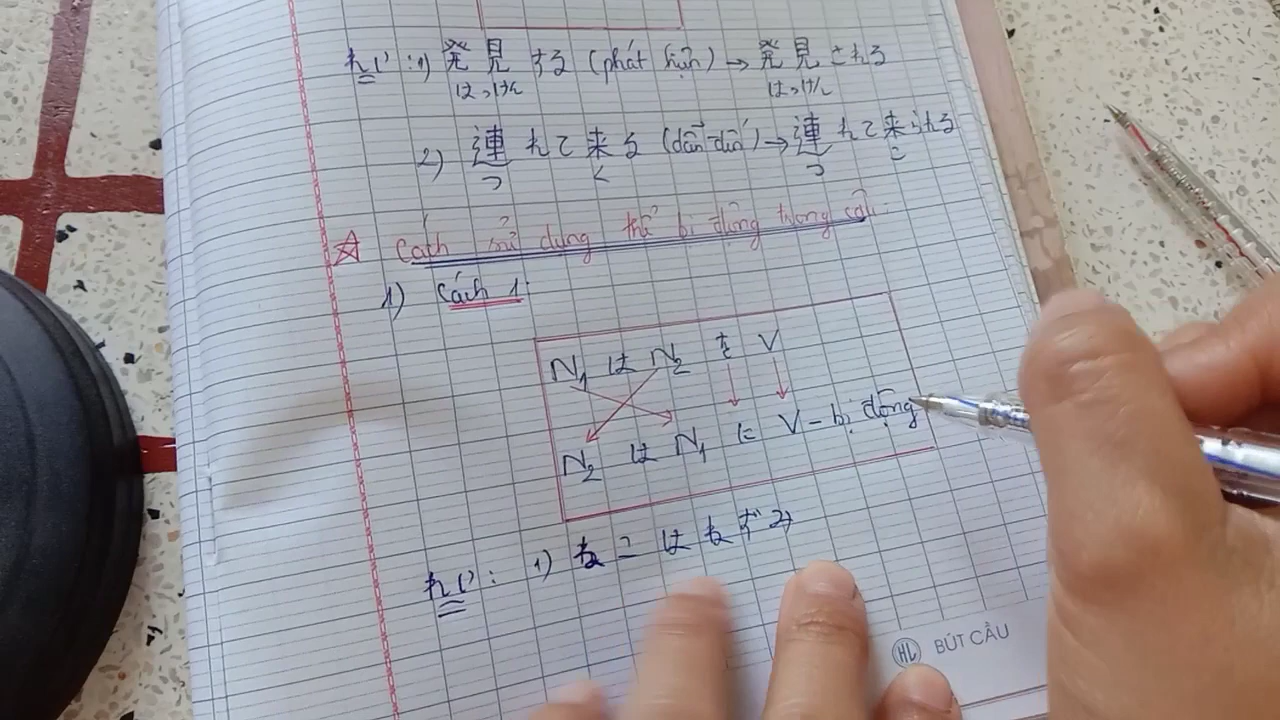 れい: 1) 発見する (phát hiện) → 発見される
はっけん はっけん
2) 連れて来る (dẫn đến) → 連れて来られる
つ く つ こ
☆ Cách sử dụng thể bị động trong câu:
1) Cách 1:
N1 は N2 を V
N2 は N1 に V - bị động
れい: 1) ねこ はねずみ
HL BÚT CẦU